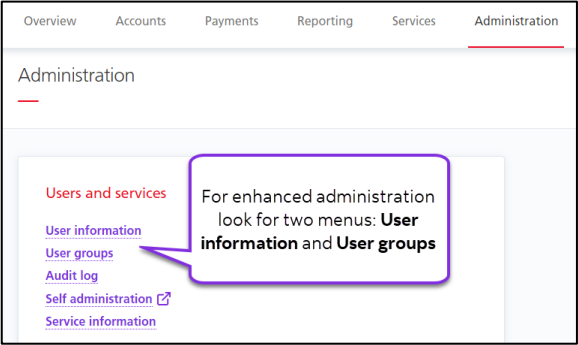 Overview Accounts Payments Reporting Services Administration
Administration
Users and services
User information
User groups
Audit log
Self administration
Service information
For enhanced administration
look for two menus: User
information and User groups